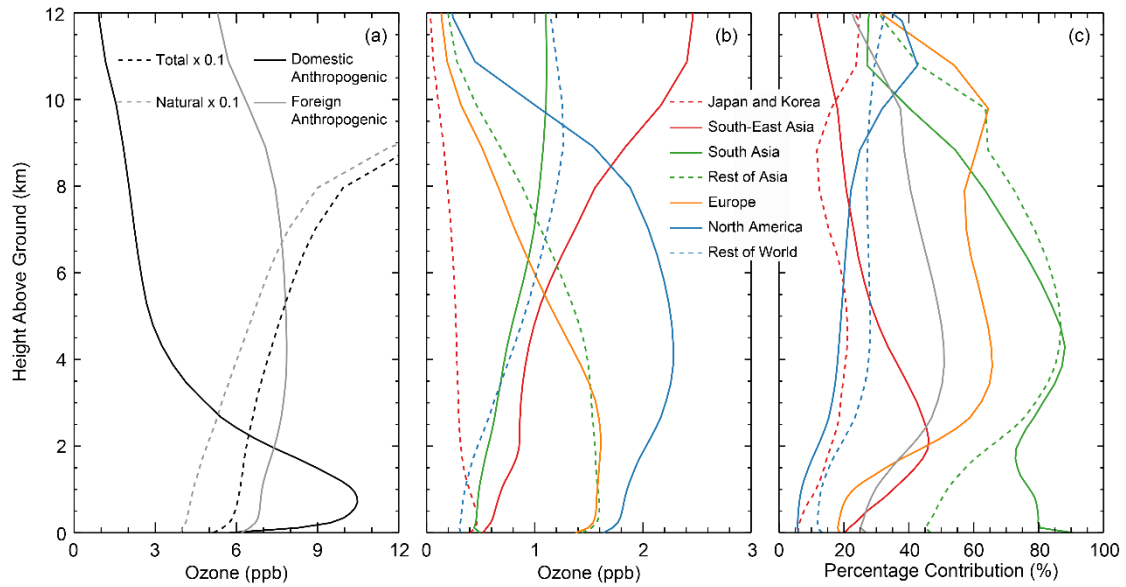 12
10
8
6
4
2
0
Height Above Ground (km)
(a)
Total x 0.1
Domestic
Anthropogenic
Natural x 0.1
Foreign
Anthropogenic
0 3 6 9 12
Ozone (ppb)
(b)
Japan and Korea
South-East Asia
South Asia
Rest of Asia
Europe
North America
Rest of World
0 1 2 3
Ozone (ppb)
(c)
20 40 60 80 100
Percentage Contribution (%)